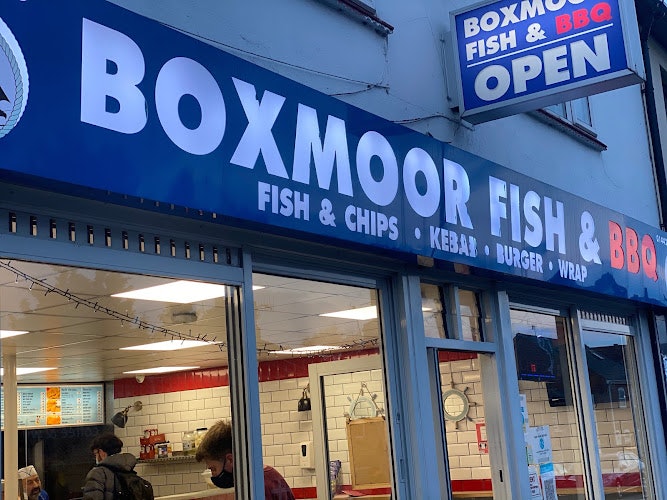 BOXMOOR
FISH & BBQ
OPEN
BOXMOOR FISH & BBQ
FISH & CHIPS • KEBAB • BURGER • WRAP